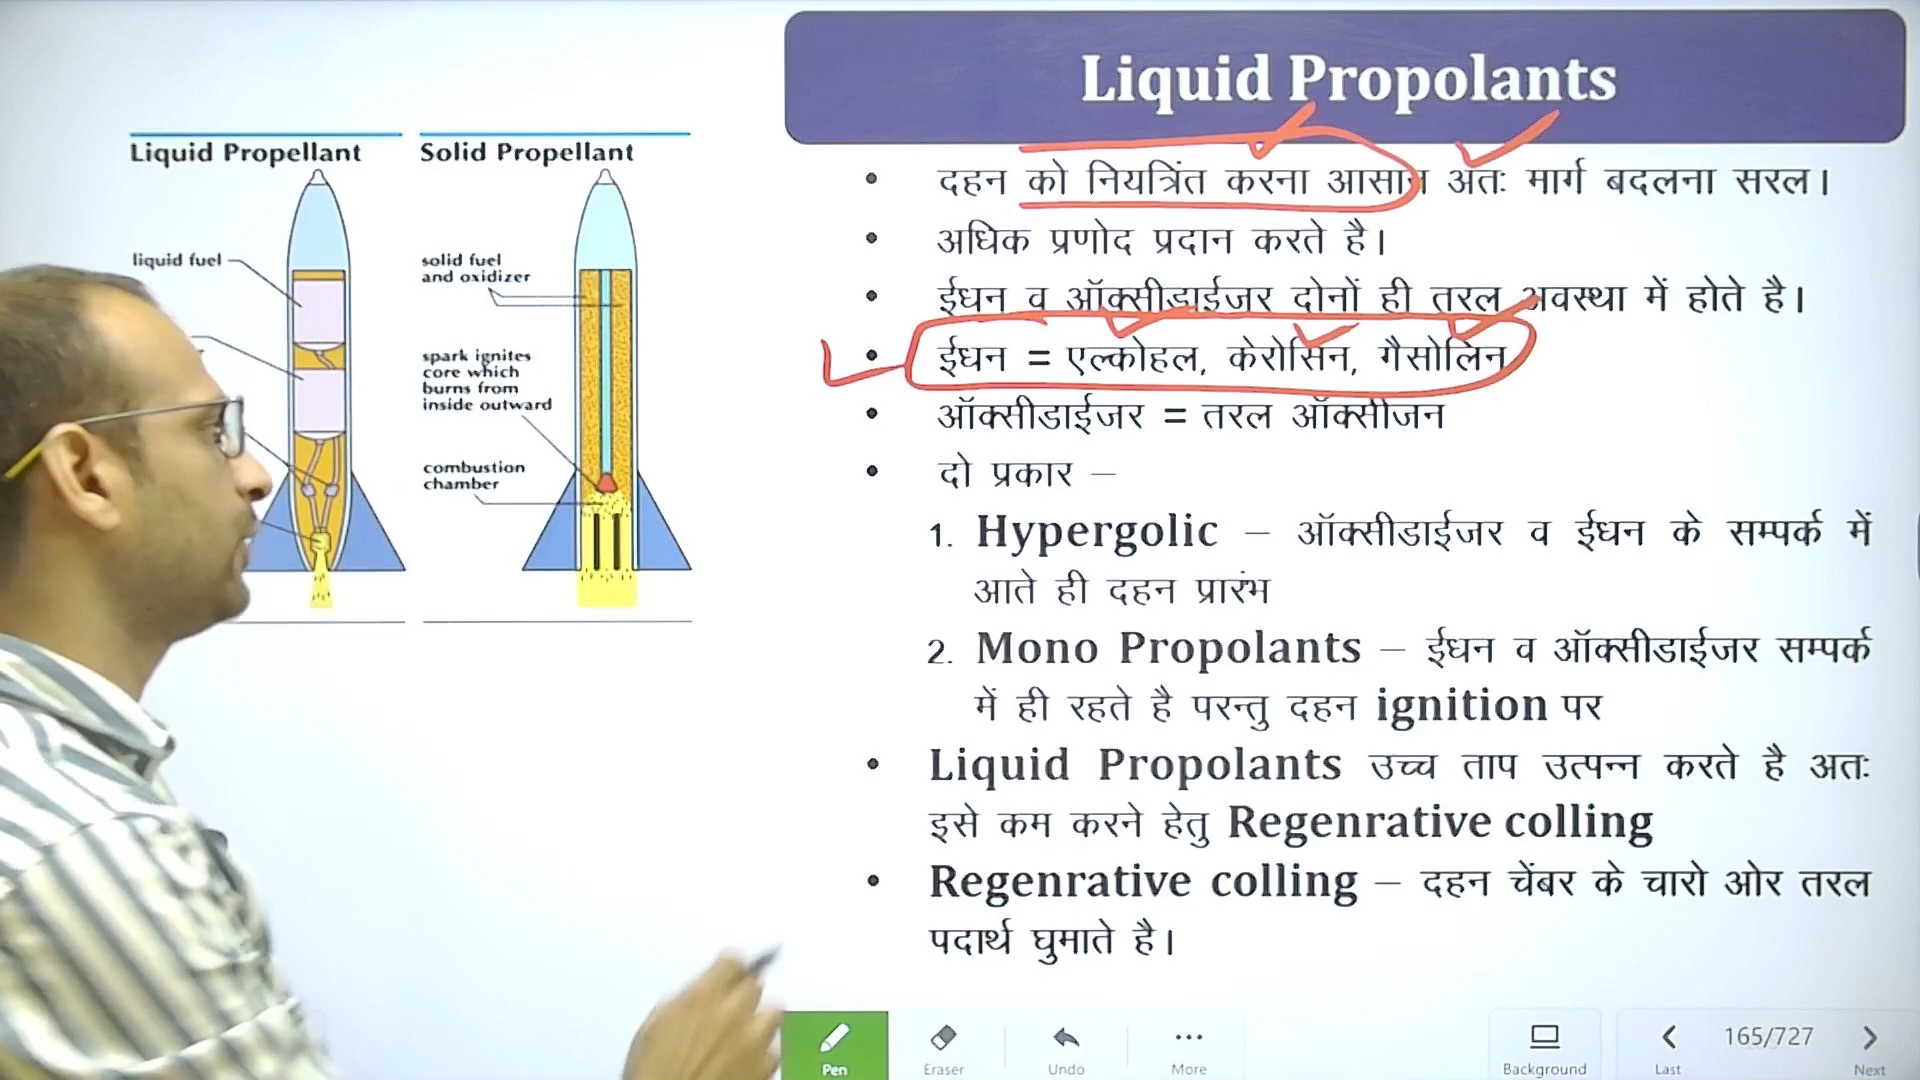 Liquid Propolants
Liquid Propellant
Solid Propellant
liquid fuel
solid fuel
and oxidizer
spark ignites
core which
burns from
inside outward
combustion
chamber
• दहन को नियत्रिंत करना आसान अतः मार्ग बदलना सरल।
• अधिक प्रणोद प्रदान करते है।
• ईधन व ऑक्सीडाईजर दोनों ही तरल अवस्था में होते है।
• ईधन = एल्कोहल, केरोसिन, गैसोलिन
• ऑक्सीडाईजर = तरल ऑक्सीजन
• दो प्रकार –
1. Hypergolic – ऑक्सीडाईजर व ईधन के सम्पर्क में
आते ही दहन प्रारंभ
2. Mono Propolants – ईधन व ऑक्सीडाईजर सम्पर्क
में ही रहते है परन्तु दहन ignition पर
• Liquid Propolants उच्च ताप उत्पन्न करते है अतः
इसे कम करने हेतु Regenrative colling
• Regenrative colling – दहन चेंबर के चारो ओर तरल
पदार्थ घुमाते है।
Pen
Eraser
Undo
More
Background
Last
165/727
Next